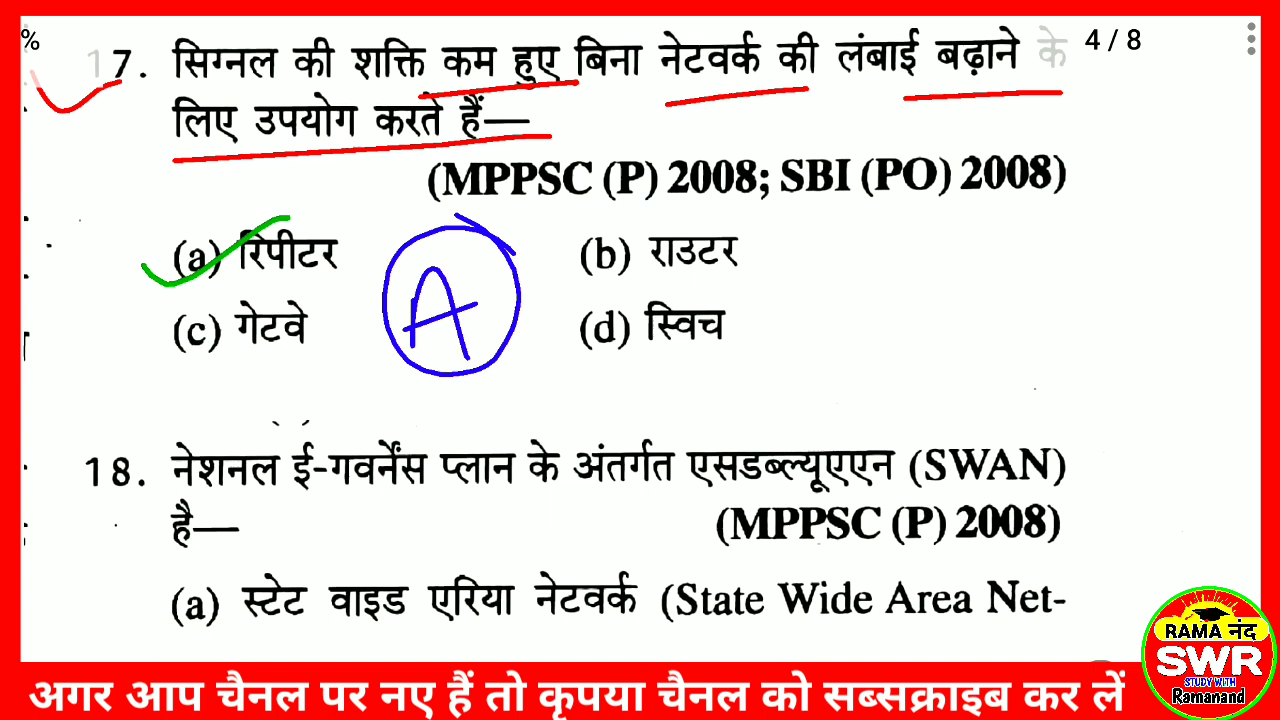 %
4 / 8
17. सिग्नल की शक्ति कम हुए बिना नेटवर्क की लंबाई बढ़ाने के
लिए उपयोग करते हैं—
(MPPSC (P) 2008; SBI (PO) 2008)
(a) रिपीटर (b) राउटर
A
(c) गेटवे (d) स्विच
18. नेशनल ई-गवर्नेंस प्लान के अंतर्गत एसडब्ल्यूएएन (SWAN)
है— (MPPSC (P) 2008)
(a) स्टेट वाइड एरिया नेटवर्क (State Wide Area Net-
RAMA नंद
SWR
STUDY WITH
Ramanand
अगर आप चैनल पर नए हैं तो कृपया चैनल को सब्सक्राइब कर लें